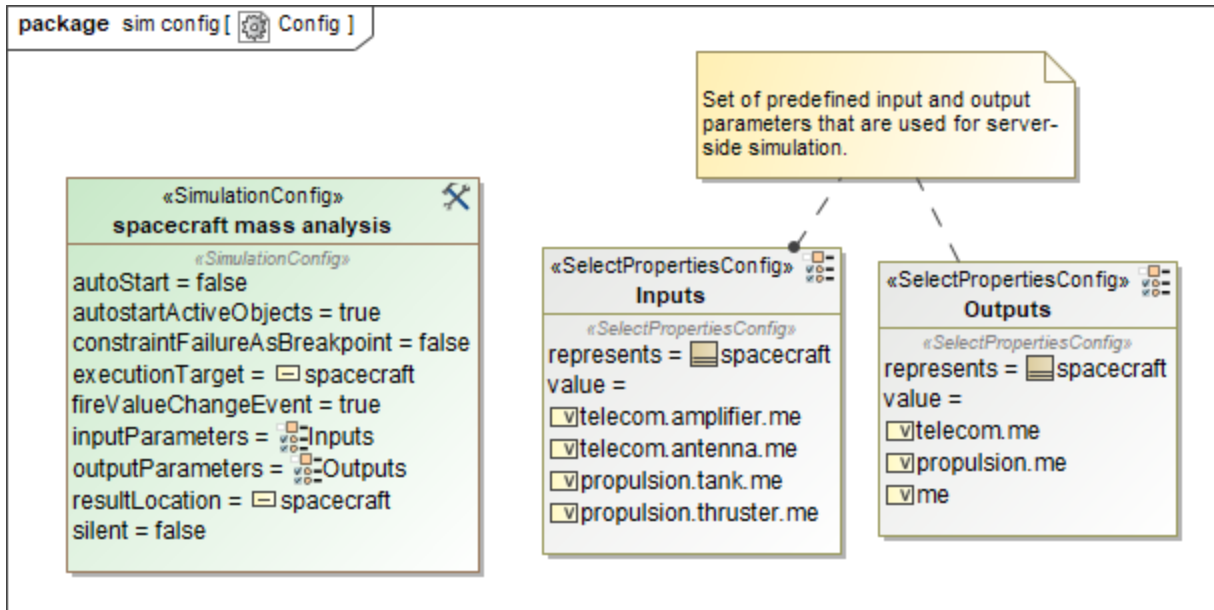 package sim config [ Config ]
Set of predefined input and output
parameters that are used for server-
side simulation.
«SimulationConfig»
spacecraft mass analysis
«SimulationConfig»
autoStart = false
autostartActiveObjects = true
constraintFailureAsBreakpoint = false
executionTarget = spacecraft
fireValueChangeEvent = true
inputParameters = Inputs
outputParameters = Outputs
resultLocation = spacecraft
silent = false
«SelectPropertiesConfig»
Inputs
«SelectPropertiesConfig»
represents = spacecraft
value =
V telecom.amplifier.me
V telecom.antenna.me
V propulsion.tank.me
V propulsion.thruster.me
«SelectPropertiesConfig»
Outputs
«SelectPropertiesConfig»
represents = spacecraft
value =
V telecom.me
V propulsion.me
V me